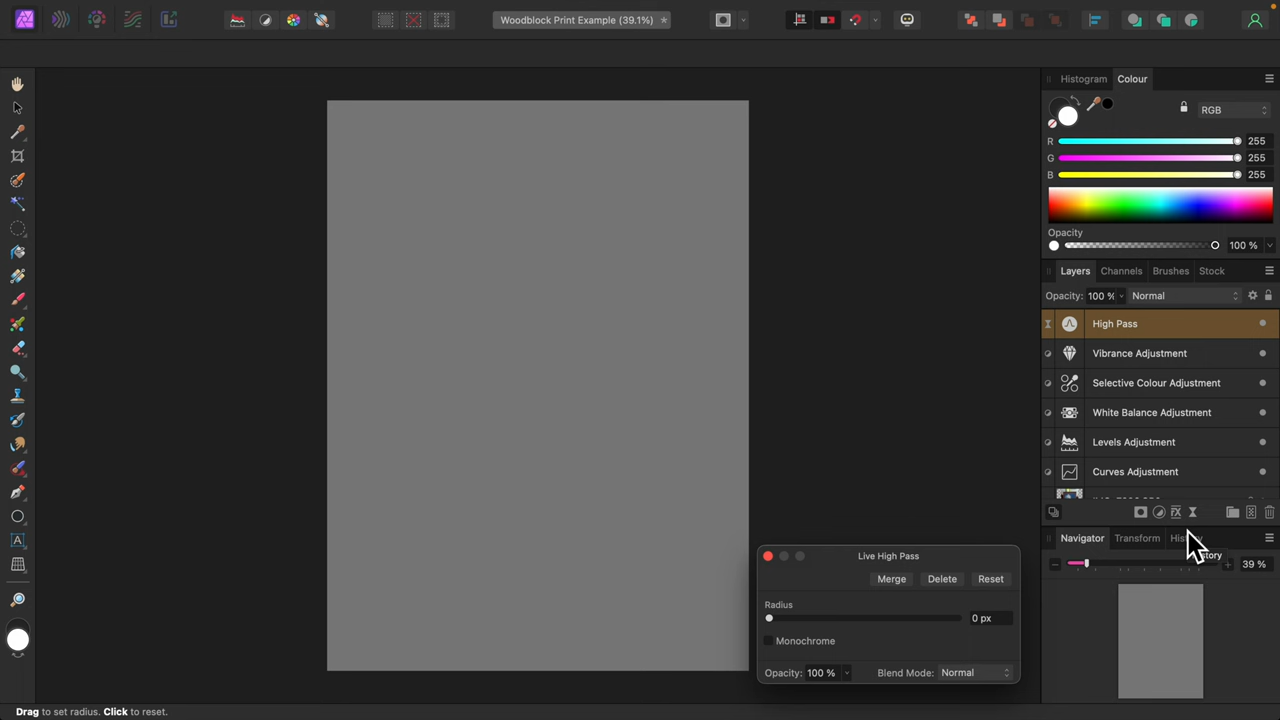 Woodblock Print Example (39.1%)
Histogram
Colour
RGB
R
255
G
255
B
255
Opacity
100 %
Layers
Channels
Brushes
Stock
Opacity:
100 %
Normal
High Pass
Vibrance Adjustment
Selective Colour Adjustment
White Balance Adjustment
Levels Adjustment
Curves Adjustment
Navigator
Transform
39 %
Live High Pass
Merge
Delete
Reset
Radius
0 px
Monochrome
Opacity:
100 %
Blend Mode:
Normal
Drag to set radius. Click to reset.